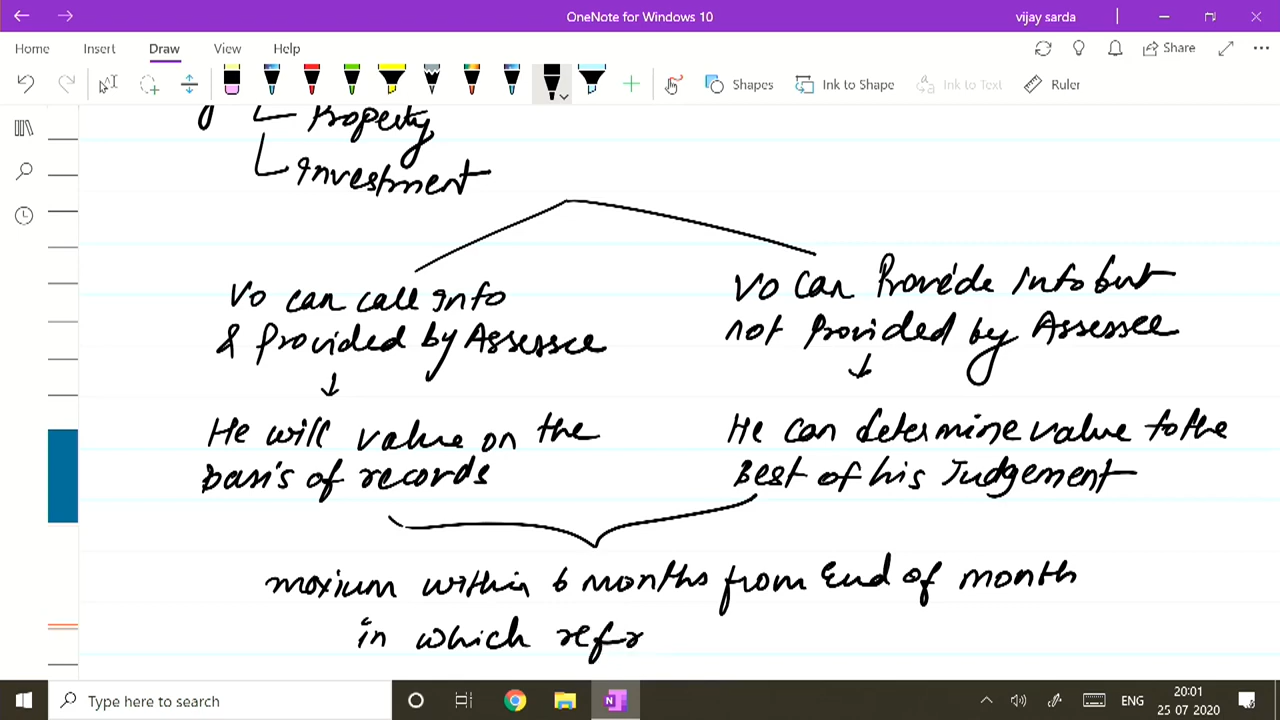 OneNote for Windows 10
vijay sarda
Home Insert Draw View Help
Share
Shapes Ink to Shape Ink to Text Ruler
Property
Investment
Vo can call Info
& Provided by Assessee
Vo Can Provide Info but
not Provided by Assessee
He will value on the
basis of records
He can determine value to the
Best of his Judgement
moxium within 6 months from End of month
in which refr
Type here to search
ENG
20:01
25 07 2020